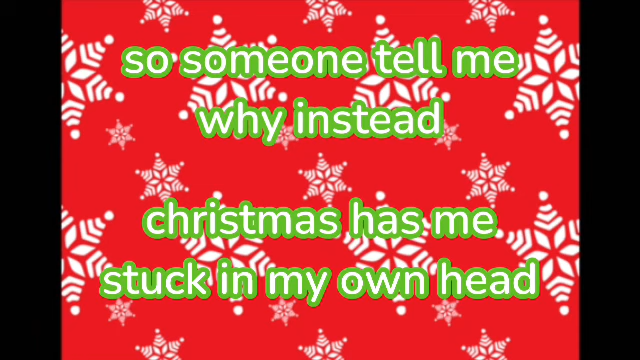 so someone tell me
why instead
christmas has me
stuck in my own head